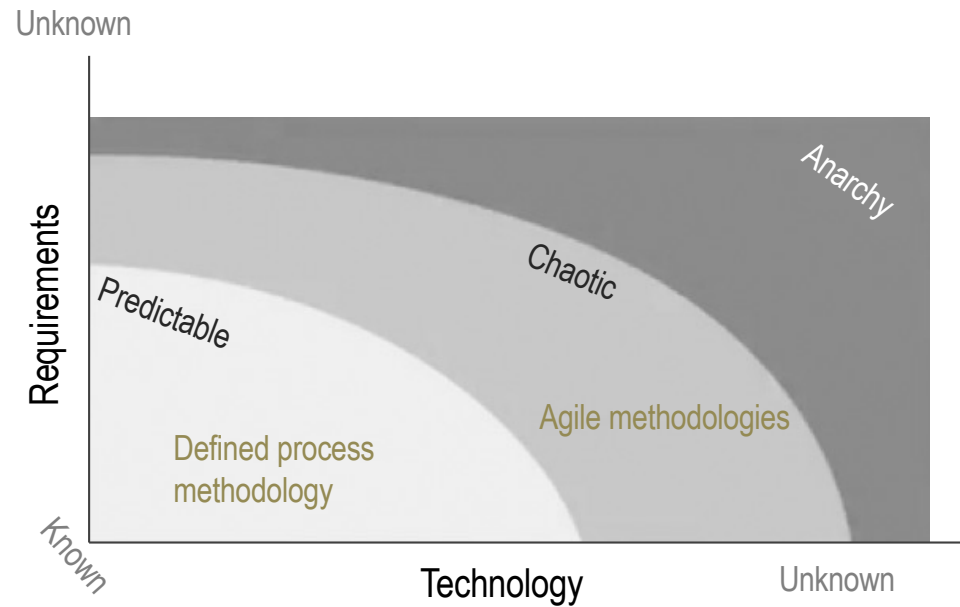 Unknown
Requirements
Anarchy
Chaotic
Predictable
Agile methodologies
Defined process
methodology
Known
Technology
Unknown